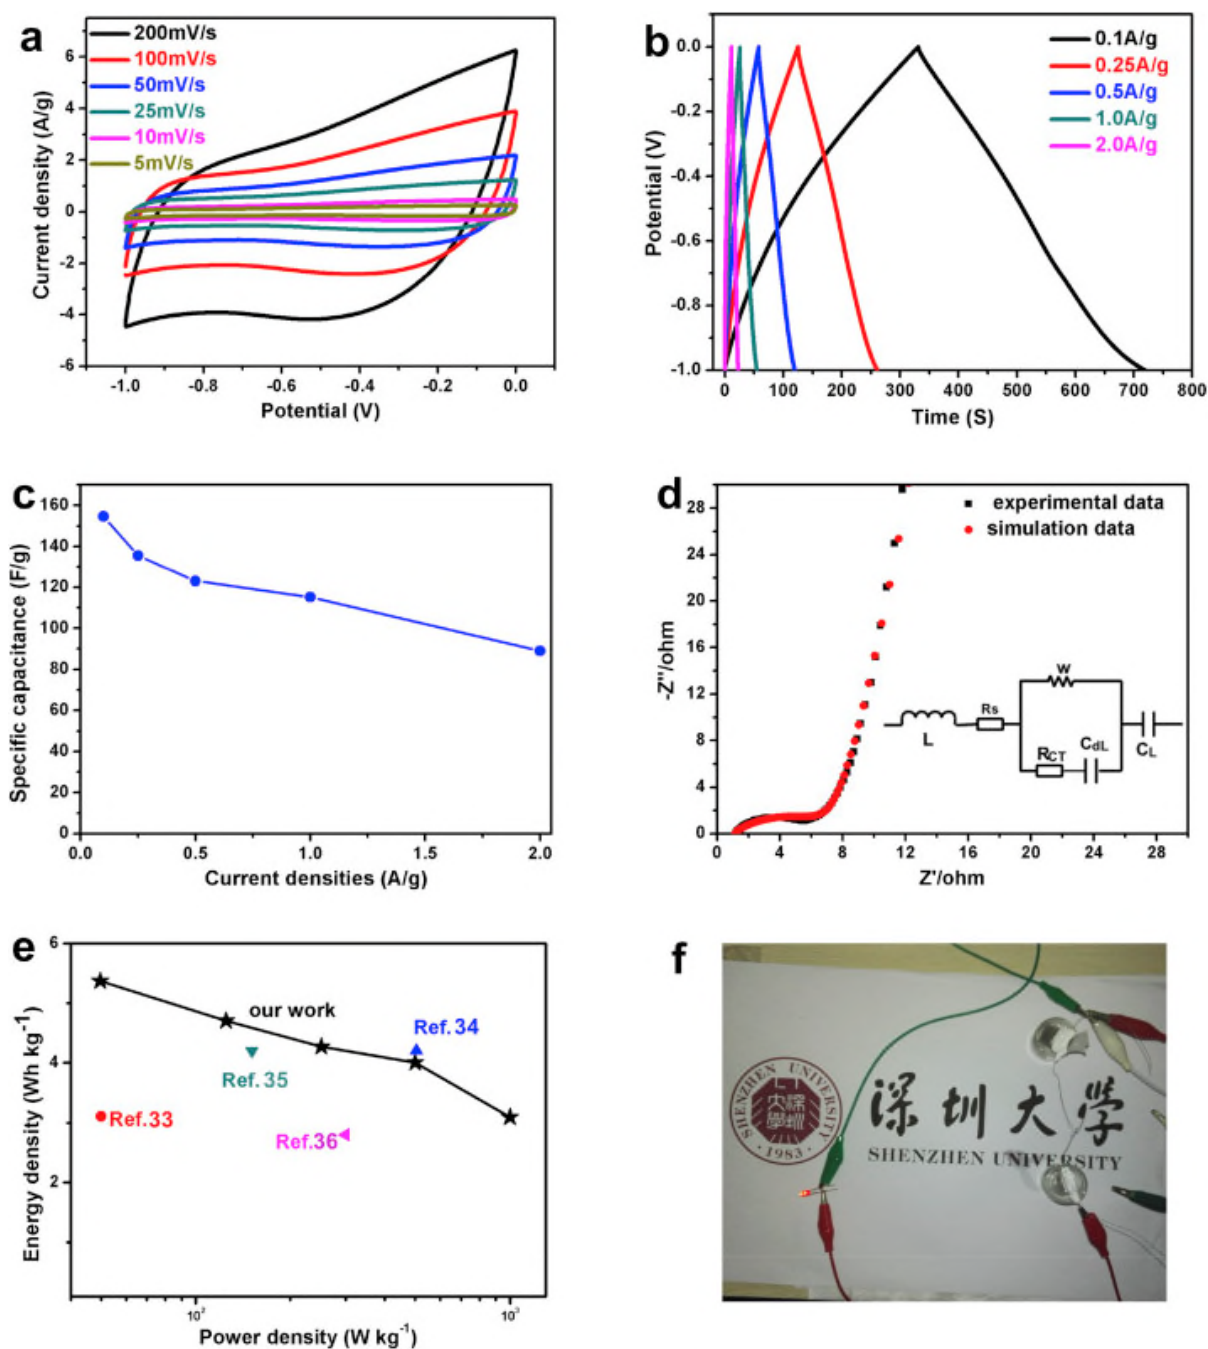 a
200mV/s
100mV/s
50mV/s
25mV/s
10mV/s
5mV/s
6
4
2
0
-2
-4
-6
Current density (A/g)
-1.0 -0.8 -0.6 -0.4 -0.2 0.0
Potential (V)
b
0.1A/g
0.25A/g
0.5A/g
1.0A/g
2.0A/g
0.0
-0.2
-0.4
-0.6
-0.8
-1.0
Potential (V)
0 100 200 300 400 500 600 700 800
Time (S)
c
160
140
120
100
80
60
40
20
0
Specific capacitance (F/g)
0.0 0.5 1.0 1.5 2.0
Current densities (A/g)
d
experimental data
simulation data
30
28
24
20
16
12
8
4
0
-Z''/ohm
L
Rs
W
RCT
CdL
CL
0 4 8 12 16 20 24 28
Z'/ohm
e
6
4
2
Energy density (Wh kg-1)
our work
Ref.34
Ref.35
Ref.33
Ref.36
10² 10³
Power density (W kg-1)
f
SHENZHEN UNIVERSITY
·1983·
深圳大学
SHENZHEN UNIVERSITY